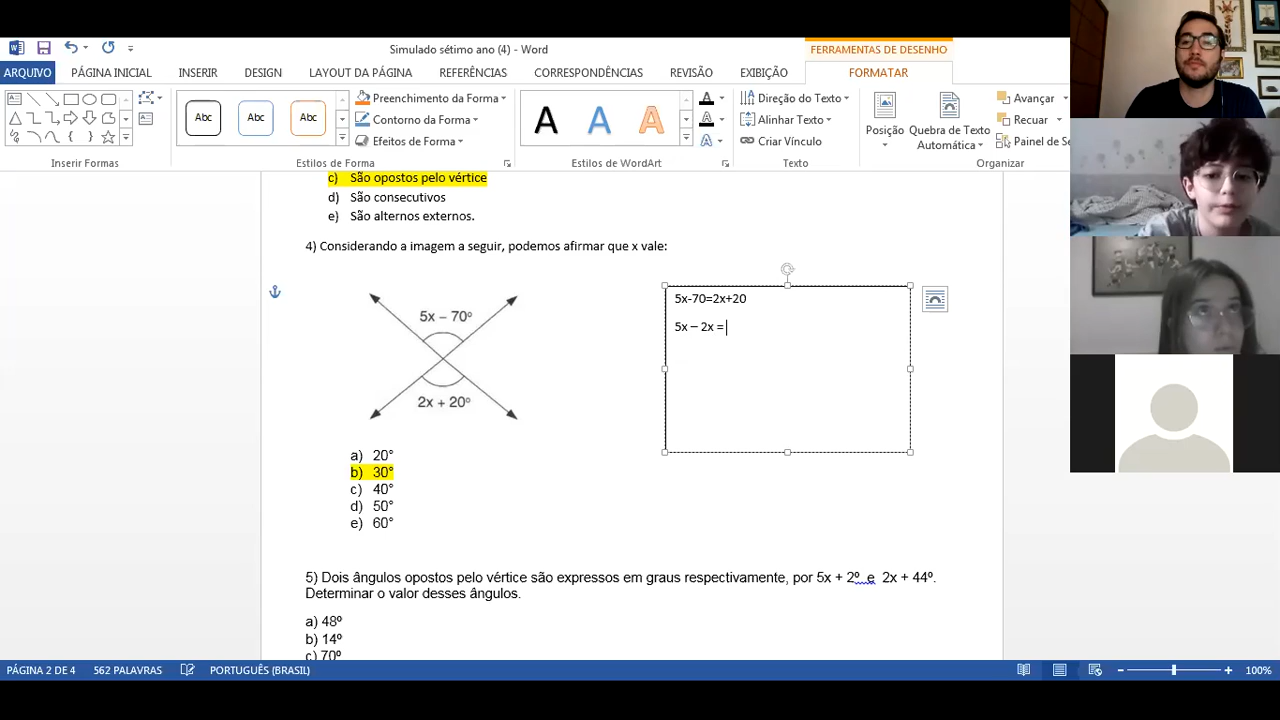 Simulado sétimo ano (4) - Word
FERRAMENTAS DE DESENHO
ARQUIVO PÁGINA INICIAL INSERIR DESIGN LAYOUT DA PÁGINA REFERÊNCIAS CORRESPONDÊNCIAS REVISÃO EXIBIÇÃO FORMATAR
Abc Abc Abc
Preenchimento da Forma
Contorno da Forma
Efeitos de Forma
A A A
Direção do Texto
Alinhar Texto
Criar Vínculo
Posição
Quebra de Texto
Automática
Avançar
Recuar
Painel de Se
Inserir Formas Estilos de Forma Estilos de WordArt Texto Organizar
c) São opostos pelo vértice
d) São consecutivos
e) São alternos externos.
4) Considerando a imagem a seguir, podemos afirmar que x vale:
5x – 70º
2x + 20º
5x-70=2x+20
5x – 2x =
a) 20°
b) 30°
c) 40°
d) 50°
e) 60°
5) Dois ângulos opostos pelo vértice são expressos em graus respectivamente, por 5x + 2º e 2x + 44º.
Determinar o valor desses ângulos.
a) 48º
b) 14º
c) 70º
PÁGINA 2 DE 4 562 PALAVRAS PORTUGUÊS (BRASIL) 100%